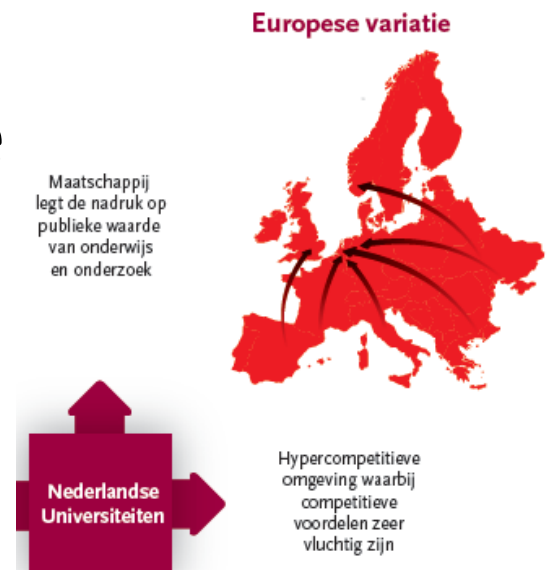 Europese variatie
Maatschappij
legt de nadruk op
publieke waarde
van onderwijs
en onderzoek
Nederlandse
Universiteiten
Hypercompetitieve
omgeving waarbij
competitieve
voordelen zeer
vluchtig zijn